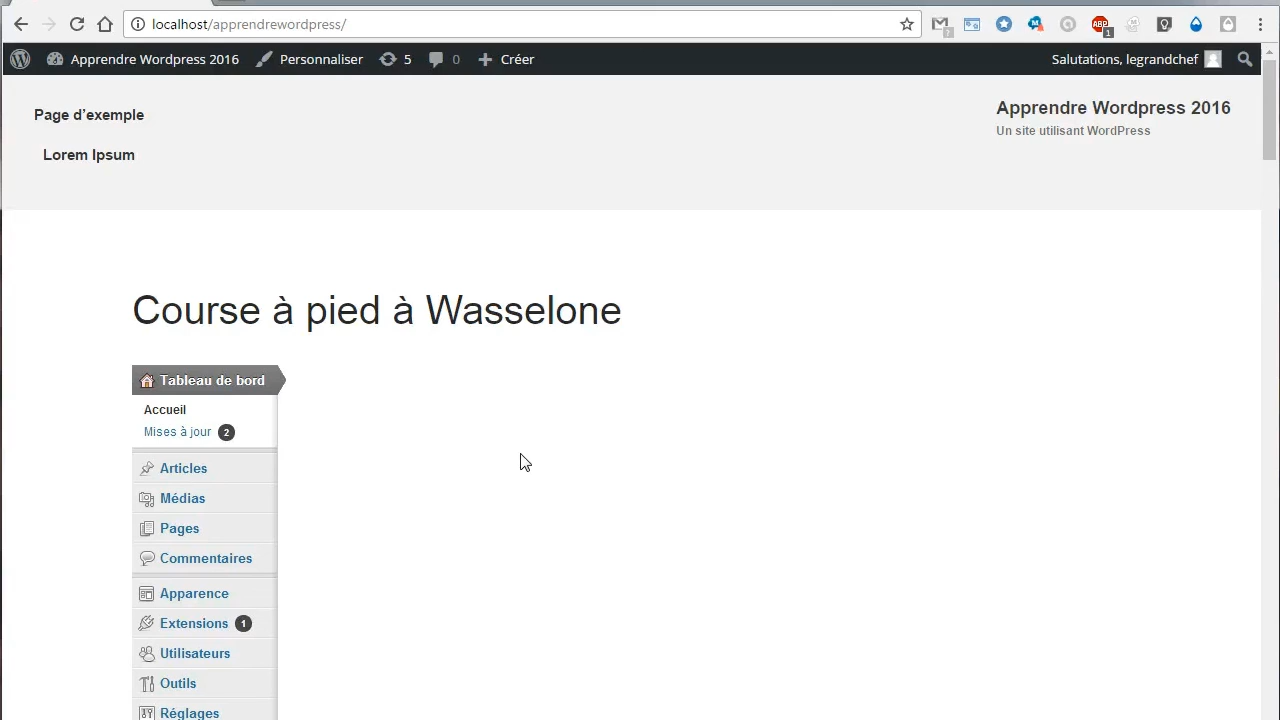 localhost/apprendrewordpress/
Apprendre Wordpress 2016 Personnaliser 5 0 Créer Salutations, legrandchef
Page d'exemple
Lorem Ipsum
Apprendre Wordpress 2016
Un site utilisant WordPress
Course à pied à Wasselone
Tableau de bord
Accueil
Mises à jour 2
Articles
Médias
Pages
Commentaires
Apparence
Extensions 1
Utilisateurs
Outils
Réglages